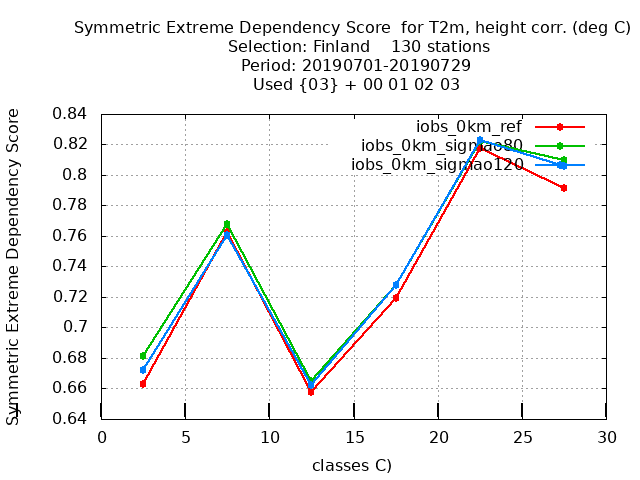 Symmetric Extreme Dependency Score for T2m, height corr. (deg C)
Selection: Finland 130 stations
Period: 20190701-20190729
Used {03} + 00 01 02 03
Symmetric Extreme Dependency Score
0.84
0.82
0.8
0.78
0.76
0.74
0.72
0.7
0.68
0.66
0.64
iobs_0km_ref
iobs_0km_sigmao80
iobs_0km_sigmao120
0 5 10 15 20 25 30
classes C)